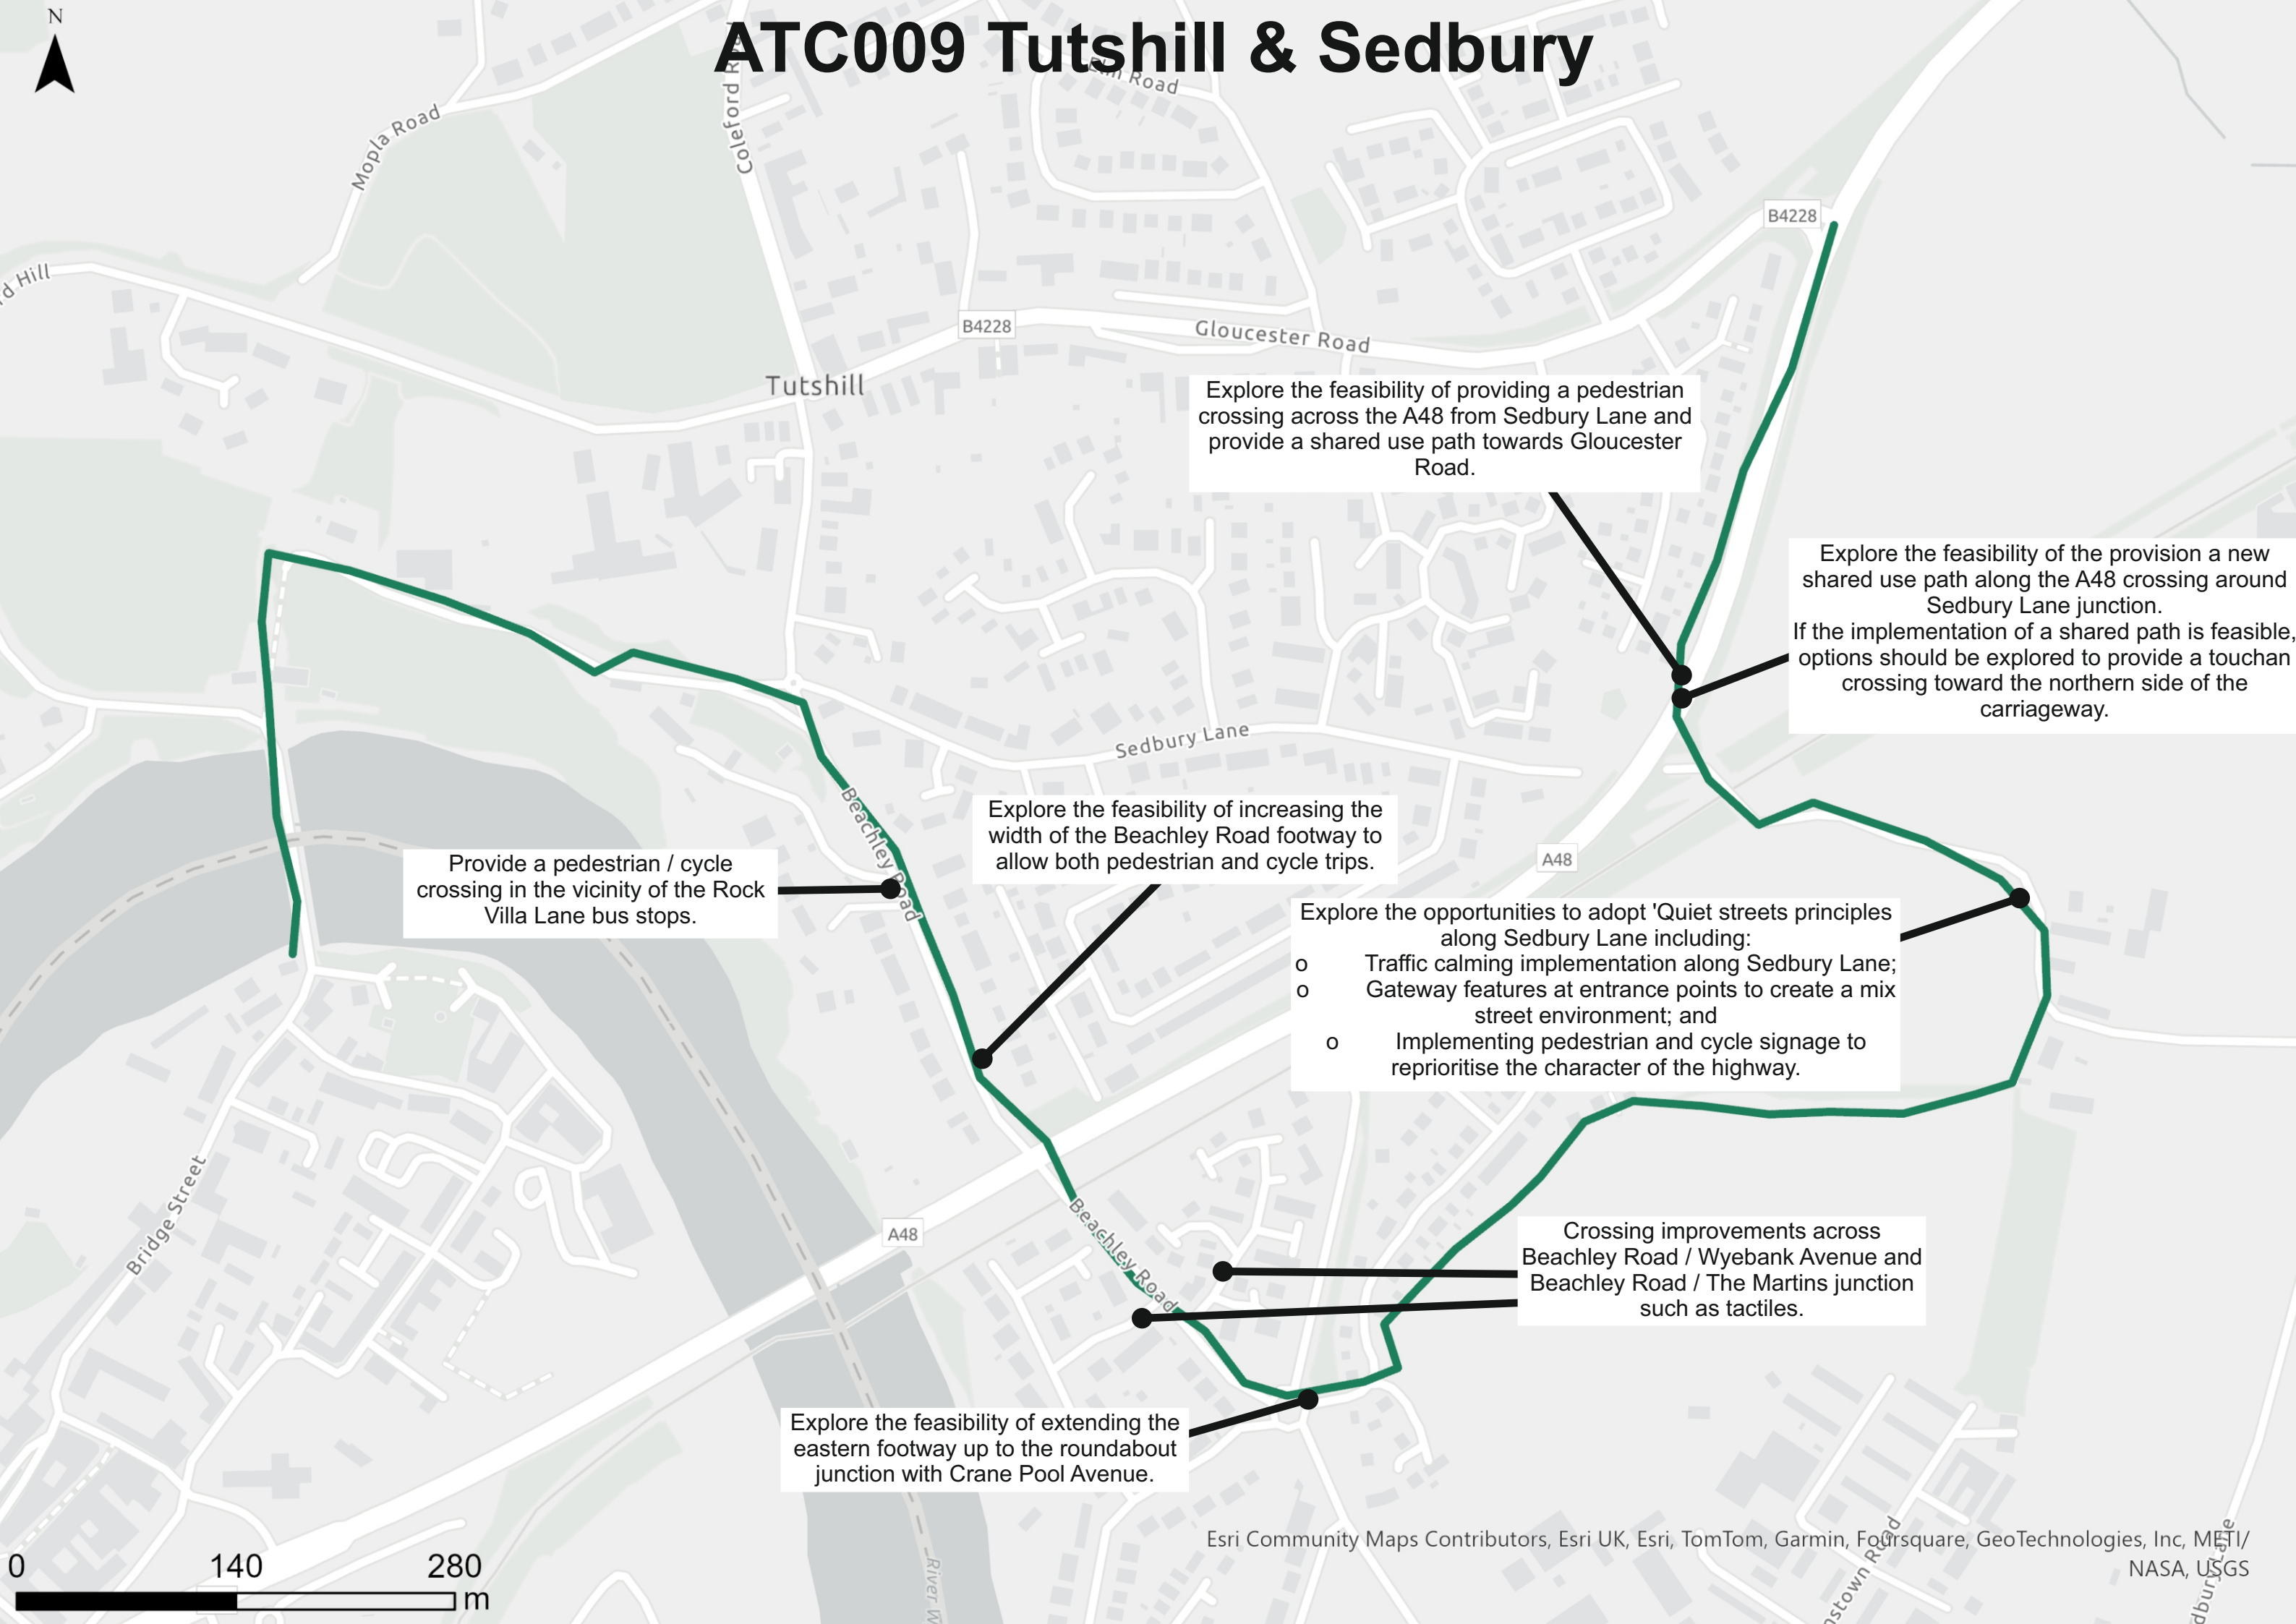 N
ATC009 Tutshill & Sedbury
Elm Road
Mopla Road
B4228
B4228
Gloucester Road
Tutshill
Explore the feasibility of providing a pedestrian
crossing across the A48 from Sedbury Lane and
provide a shared use path towards Gloucester
Road.
Explore the feasibility of the provision a new
shared use path along the A48 crossing around
Sedbury Lane junction.
If the implementation of a shared path is feasible,
options should be explored to provide a touchan
crossing toward the northern side of the
carriageway.
Sedbury Lane
Beachley Road
Explore the feasibility of increasing the
width of the Beachley Road footway to
allow both pedestrian and cycle trips.
Provide a pedestrian / cycle
crossing in the vicinity of the Rock
Villa Lane bus stops.
A48
Explore the opportunities to adopt 'Quiet streets principles
along Sedbury Lane including:
o Traffic calming implementation along Sedbury Lane;
o Gateway features at entrance points to create a mix
street environment; and
o Implementing pedestrian and cycle signage to
reprioritise the character of the highway.
Bridge Street
A48
Beachley Road
Crossing improvements across
Beachley Road / Wyebank Avenue and
Beachley Road / The Martins junction
such as tactiles.
Explore the feasibility of extending the
eastern footway up to the roundabout
junction with Crane Pool Avenue.
Esri Community Maps Contributors, Esri UK, Esri, TomTom, Garmin, Foursquare, GeoTechnologies, Inc, METI/
NASA, USGS
0 140 280
m
River W